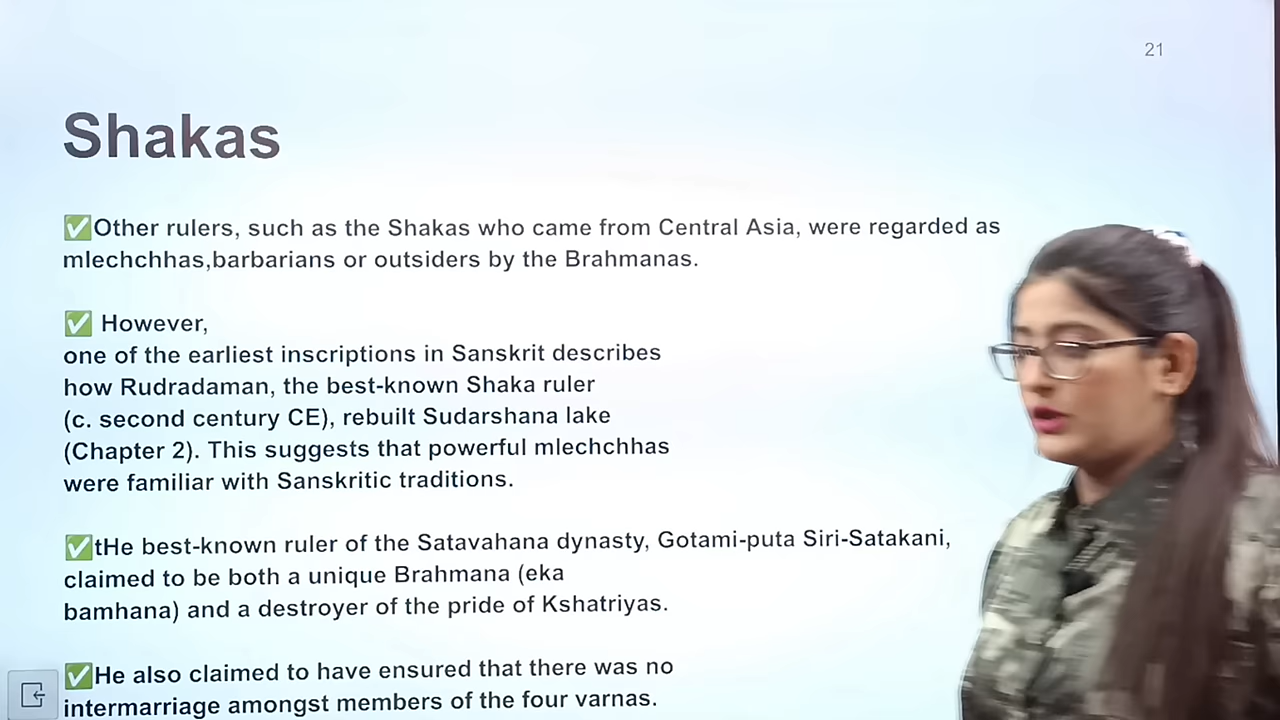 21
Shakas
✅Other rulers, such as the Shakas who came from Central Asia, were regarded as
mlechchhas,barbarians or outsiders by the Brahmanas.
✅ However,
one of the earliest inscriptions in Sanskrit describes
how Rudradaman, the best-known Shaka ruler
(c. second century CE), rebuilt Sudarshana lake
(Chapter 2). This suggests that powerful mlechchhas
were familiar with Sanskritic traditions.
✅tHe best-known ruler of the Satavahana dynasty, Gotami-puta Siri-Satakani,
claimed to be both a unique Brahmana (eka
bamhana) and a destroyer of the pride of Kshatriyas.
✅He also claimed to have ensured that there was no
intermarriage amongst members of the four varnas.